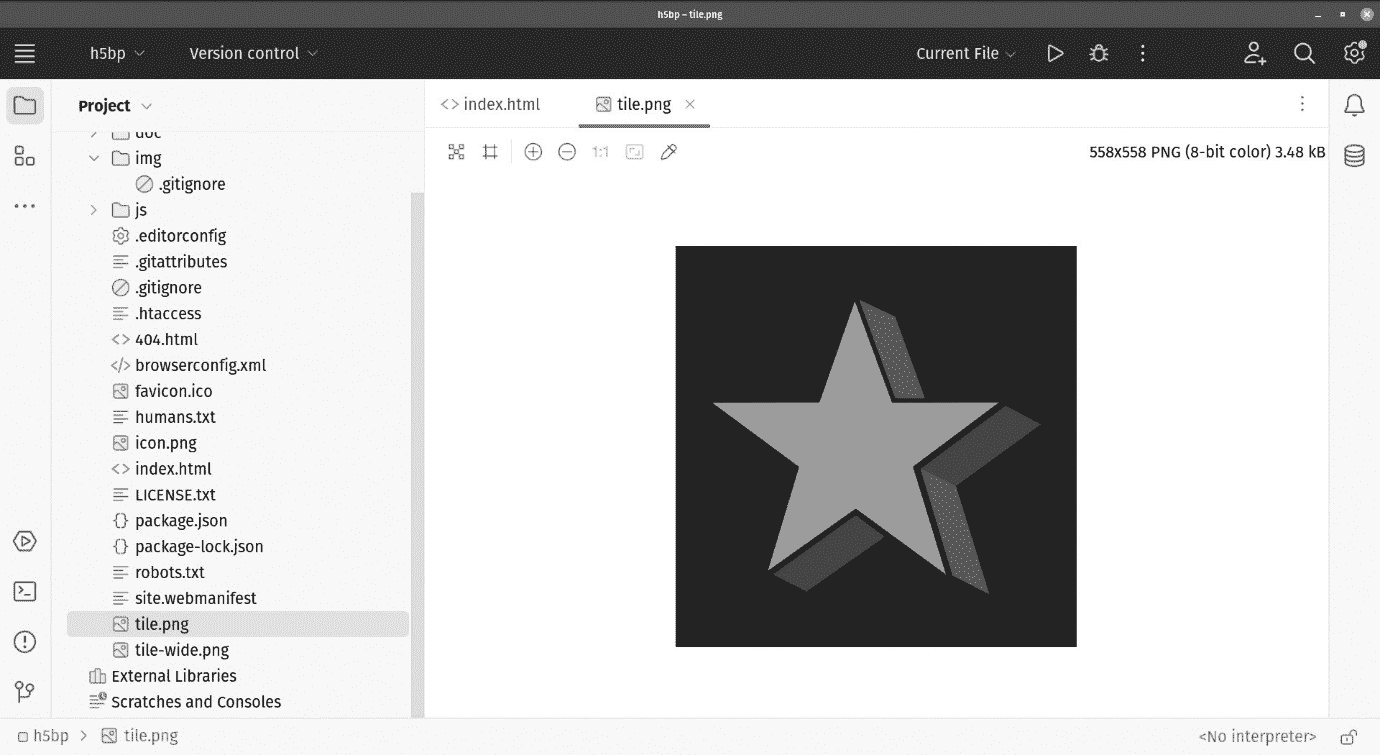 h5bp – tile.png
h5bp
Version control
Current File
Project
index.html
tile.png
558x558 PNG (8-bit color) 3.48 kB
1:1
doc
img
.gitignore
js
.editorconfig
.gitattributes
.gitignore
.htaccess
404.html
browserconfig.xml
favicon.ico
humans.txt
icon.png
index.html
LICENSE.txt
package.json
package-lock.json
robots.txt
site.webmanifest
tile.png
tile-wide.png
External Libraries
Scratches and Consoles
h5bp
tile.png
<No interpreter>